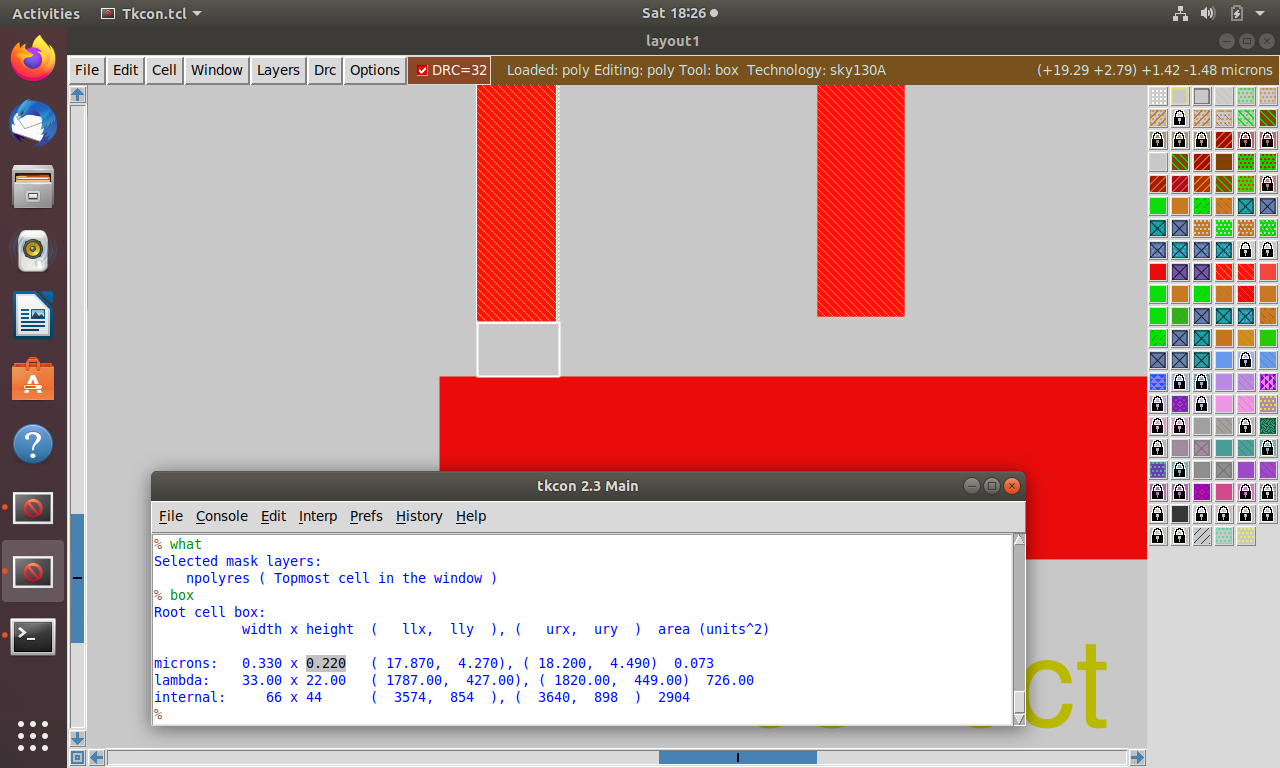 Activities Tkcon.tcl Sat 18:26
layout1
File Edit Cell Window Layers Drc Options DRC=32 Loaded: poly Editing: poly Tool: box Technology: sky130A (+19.29 +2.79) +1.42 -1.48 microns
tkcon 2.3 Main
File Console Edit Interp Prefs History Help
% what
Selected mask layers:
npolyres ( Topmost cell in the window )
% box
Root cell box:
width x height ( llx, lly ), ( urx, ury ) area (units^2)
microns: 0.330 x 0.220 ( 17.870, 4.270), ( 18.200, 4.490) 0.073
lambda: 33.00 x 22.00 ( 1787.00, 427.00), ( 1820.00, 449.00) 726.00
internal: 66 x 44 ( 3574, 854 ), ( 3640, 898 ) 2904
%
ct